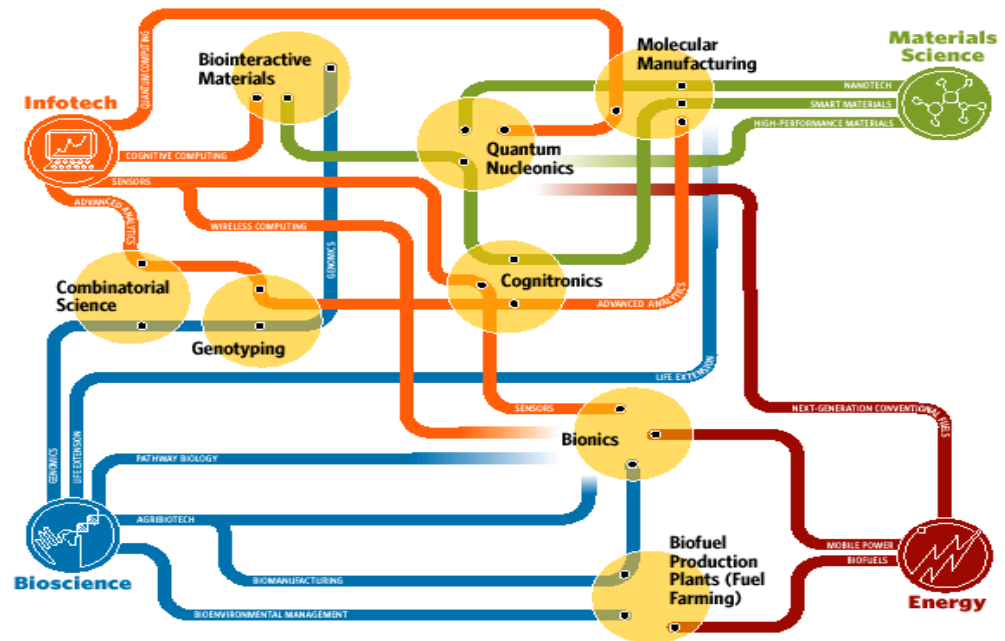 QUANTUM COMPUTING
Biointeractive
Materials
Molecular
Manufacturing
Materials
Science
Infotech
NANOTECH
SMART MATERIALS
HIGH-PERFORMANCE MATERIALS
COGNITIVE COMPUTING
Quantum
Nucleonics
SENSORS
ADVANCED ANALYTICS
WIRELESS COMPUTING
GENOMICS
Combinatorial
Science
Cognitronics
ADVANCED ANALYTICS
Genotyping
LIFE EXTENSION
SENSORS
NEXT-GENERATION CONVENTIONAL FUELS
Bionics
GENOMICS
LIFE EXTENSION
PATHWAY BIOLOGY
AGRIBIOTECH
Bioscience
BIOMANUFACTURING
BIOENVIRONMENTAL MANAGEMENT
Biofuel
Production
Plants (Fuel
Farming)
MOBILE POWER
BIOFUELS
Energy